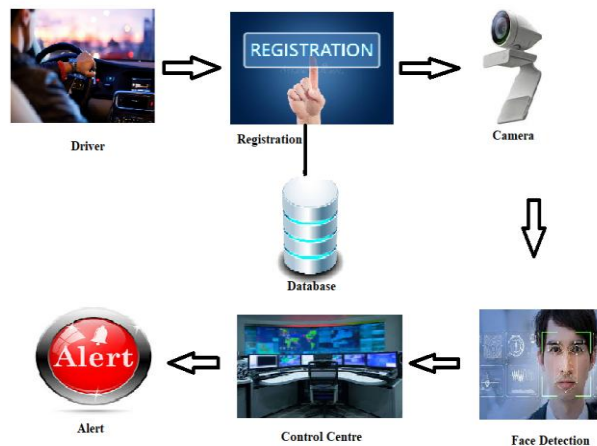 REGISTRATION
Driver
Registration
Camera
Database
Alert
Alert
Control Centre
Face Detection